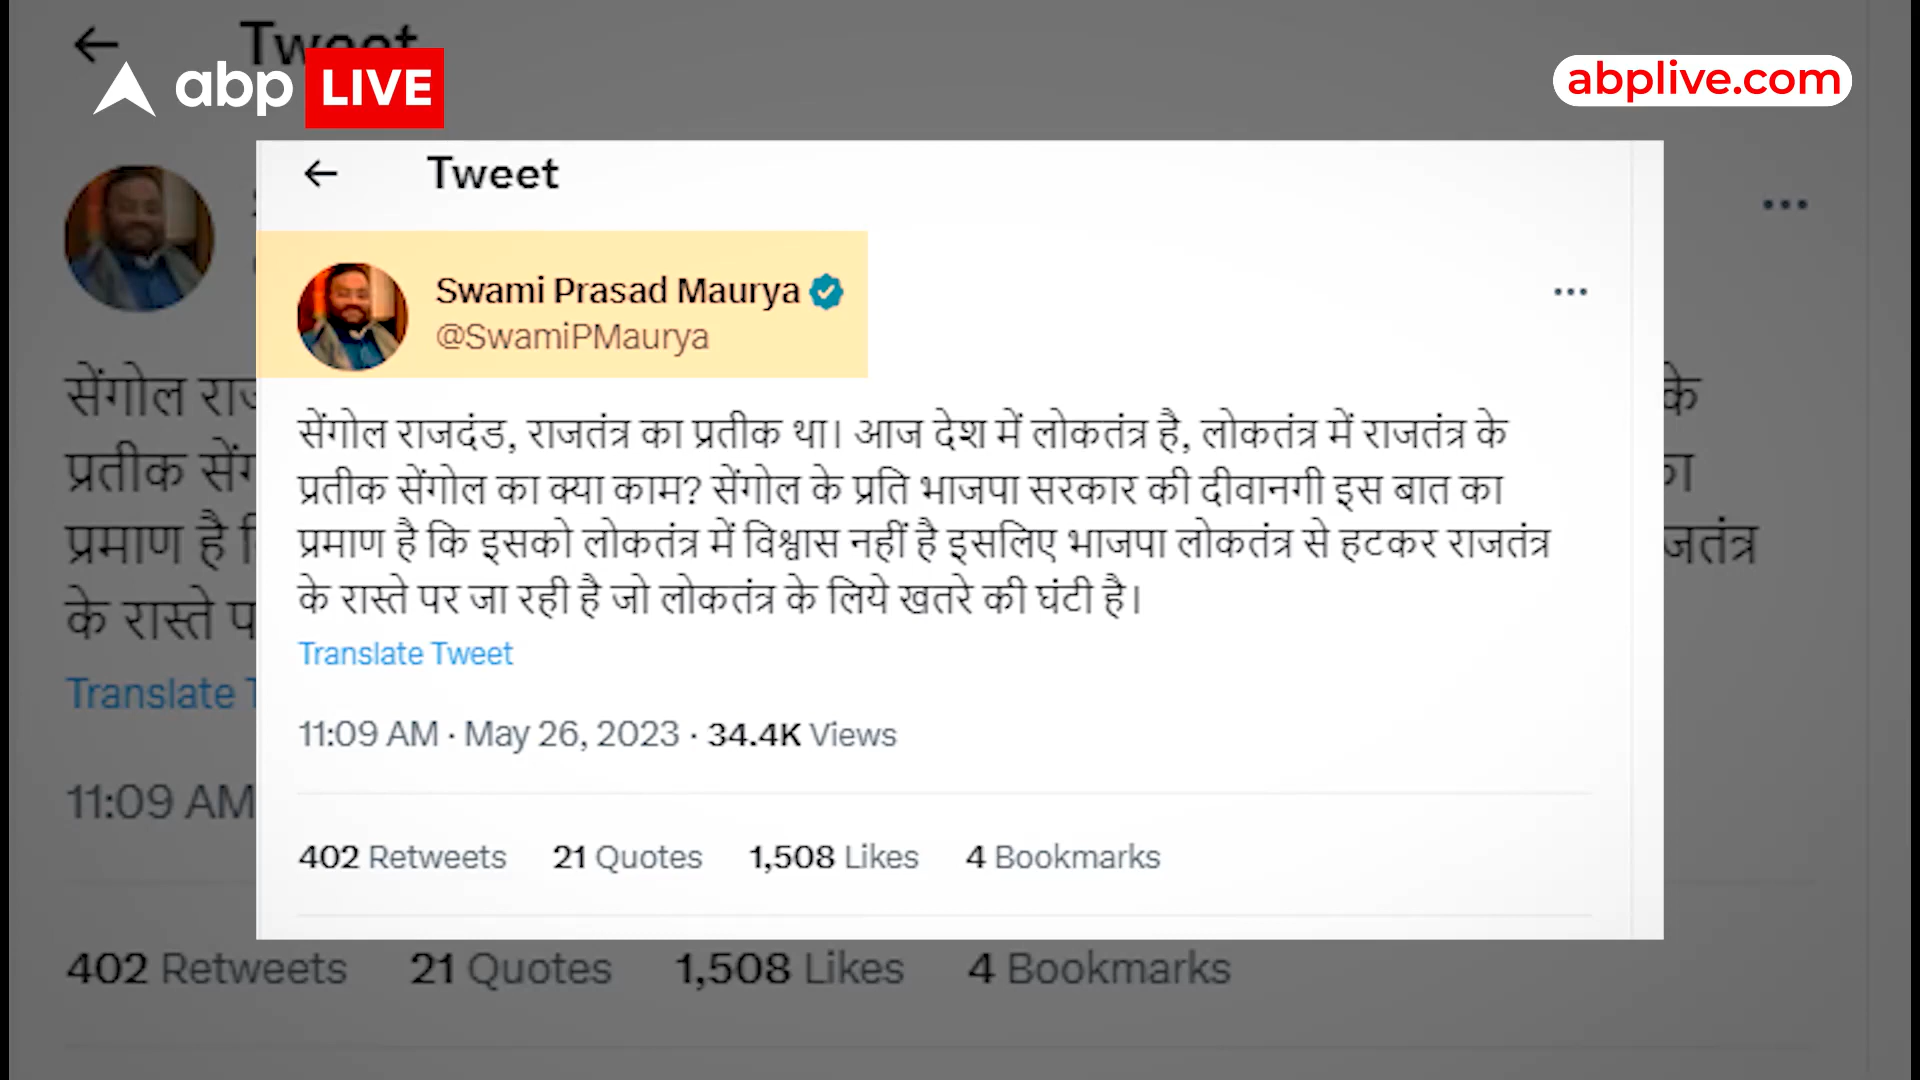 Tweet
abp LIVE
abplive.com
Tweet
Swami Prasad Maurya
@SwamiPMaurya
सेंगोल राजदंड, राजतंत्र का प्रतीक था। आज देश में लोकतंत्र है, लोकतंत्र में राजतंत्र के
प्रतीक सेंगोल का क्या काम? सेंगोल के प्रति भाजपा सरकार की दीवानगी इस बात का
प्रमाण है कि इसको लोकतंत्र में विश्वास नहीं है इसलिए भाजपा लोकतंत्र से हटकर राजतंत्र
के रास्ते पर जा रही है जो लोकतंत्र के लिये खतरे की घंटी है।
Translate Tweet
11:09 AM · May 26, 2023 · 34.4K Views
402 Retweets 21 Quotes 1,508 Likes 4 Bookmarks
सेंगोल
के
प्रतीक
प्रमाण है
के रास्ते
Translate
11:09 AM
402 Retweets 21 Quotes 1,508 Likes 4 Bookmarks